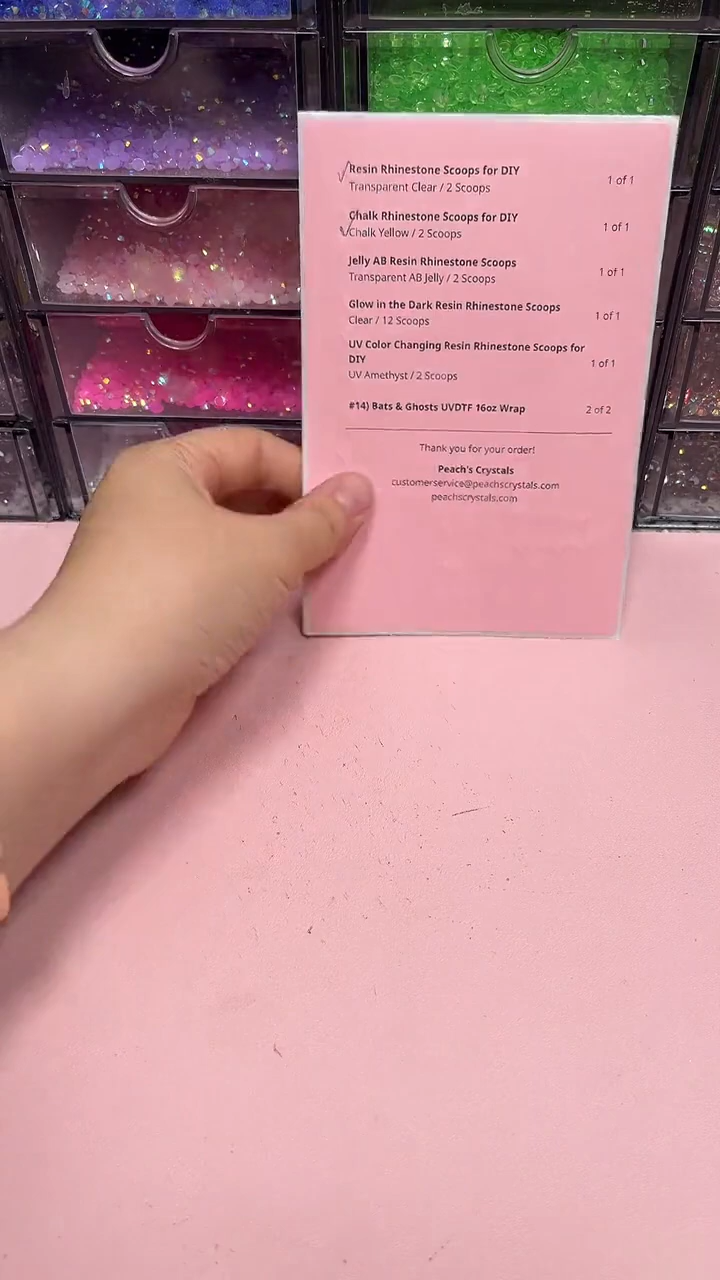 Resin Rhinestone Scoops for DIY
Transparent Clear / 2 Scoops
1 of 1
Chalk Rhinestone Scoops for DIY
Chalk Yellow / 2 Scoops
1 of 1
Jelly AB Resin Rhinestone Scoops
Transparent AB Jelly / 2 Scoops
1 of 1
Glow in the Dark Resin Rhinestone Scoops
Clear / 12 Scoops
1 of 1
UV Color Changing Resin Rhinestone Scoops for
DIY
UV Amethyst / 2 Scoops
1 of 1
#14) Bats & Ghosts UVDTF 16oz Wrap
2 of 2
Thank you for your order!
Peach's Crystals
customerservice@peachscrystals.com
peachscrystals.com